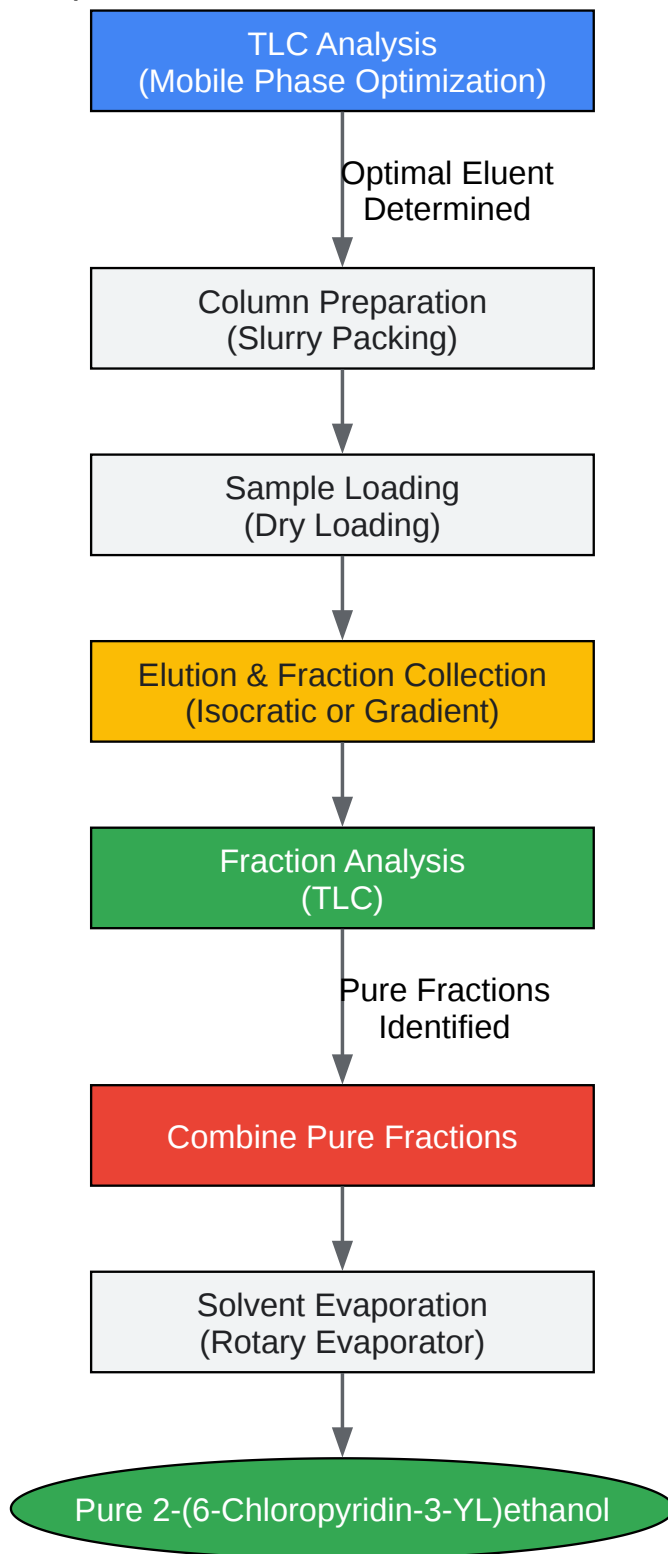 TLC Analysis
(Mobile Phase Optimization)
Optimal Eluent
Determined
Column Preparation
(Slurry Packing)
Sample Loading
(Dry Loading)
Elution & Fraction Collection
(Isocratic or Gradient)
Fraction Analysis
(TLC)
Pure Fractions
Identified
Combine Pure Fractions
Solvent Evaporation
(Rotary Evaporator)
Pure 2-(6-Chloropyridin-3-YL)ethanol